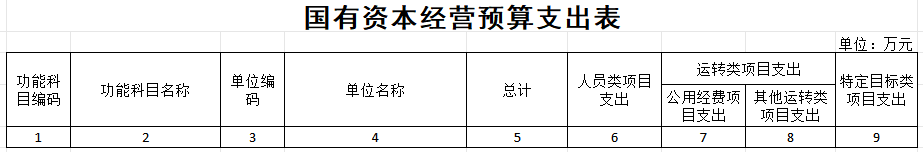 国有资本经营预算支出表
单位：万元
功能科
目编码
功能科目名称
单位编
码
单位名称
总计
人员类项目
支出
运转类项目支出
公用经费项
目支出
其他运转类
项目支出
特定目标类
项目支出
1 2 3 4 5 6 7 8 9